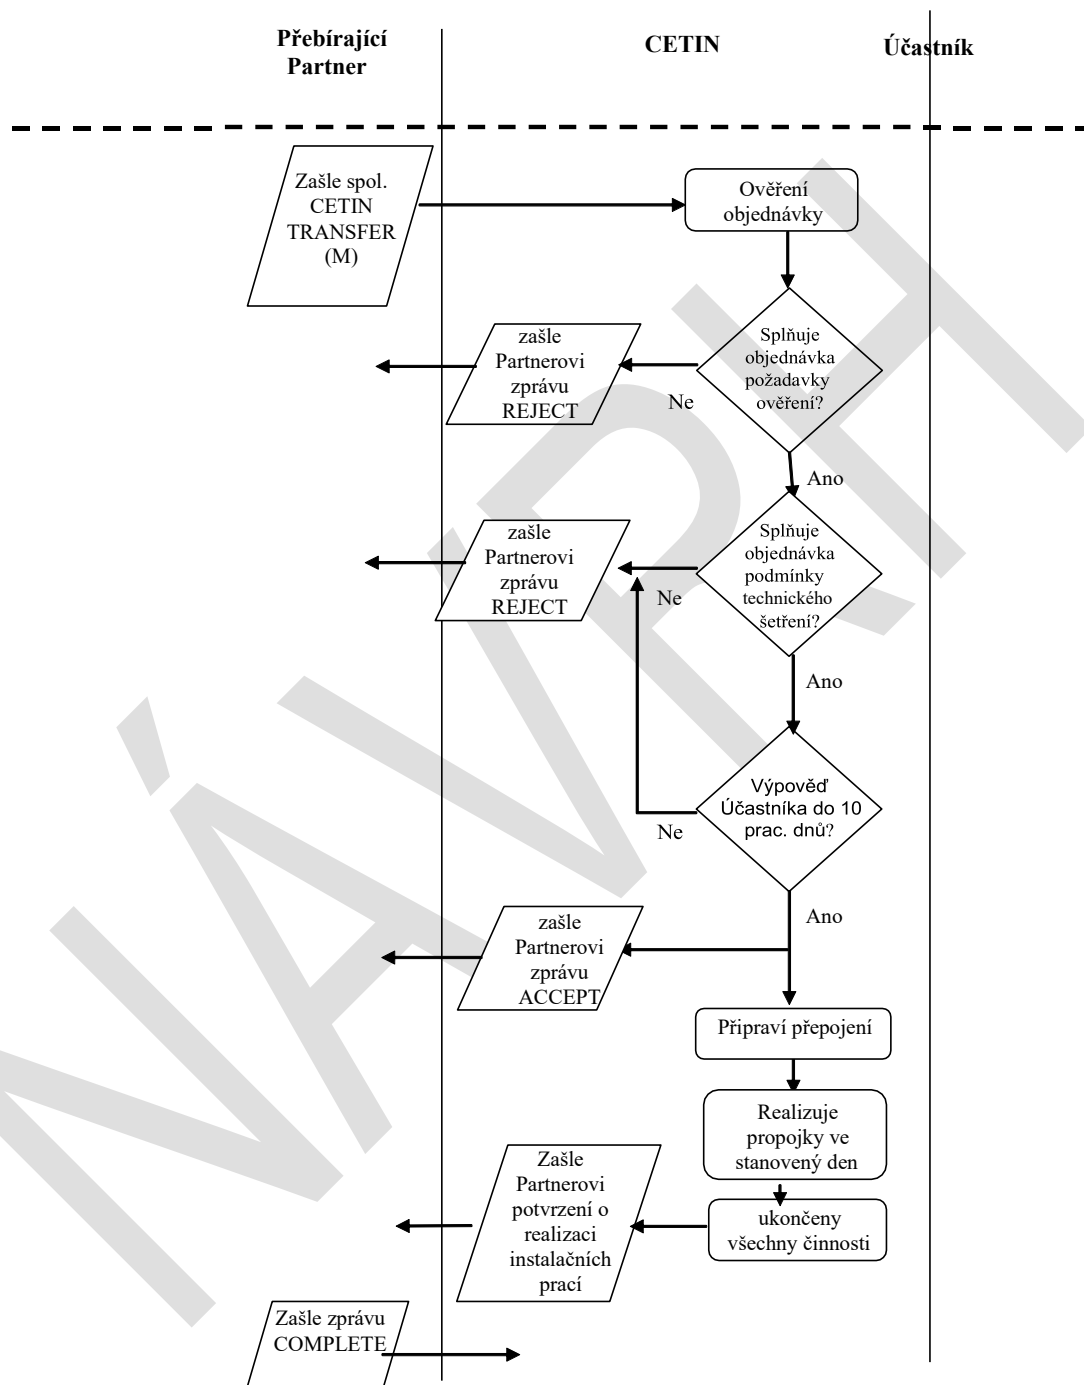 Přebírající
Partner
CETIN
Účastník
Zašle spol.
CETIN
TRANSFER
(M)
Ověření
objednávky
Splňuje
objednávka
požadavky
ověření?
zašle
Partnerovi
zprávu
REJECT
Ne
Ano
Splňuje
objednávka
podmínky
technického
šetření?
zašle
Partnerovi
zprávu
REJECT
Ne
Ano
Výpověď
Účastníka do 10
prac. dnů?
Ne
Ano
zašle
Partnerovi
zprávu
ACCEPT
Připraví přepojení
Realizuje
propojky ve
stanovený den
ukončeny
všechny činnosti
Zašle
Partnerovi
potvrzení o
realizaci
instalačních
prací
Zašle zprávu
COMPLETE
NÁVRH